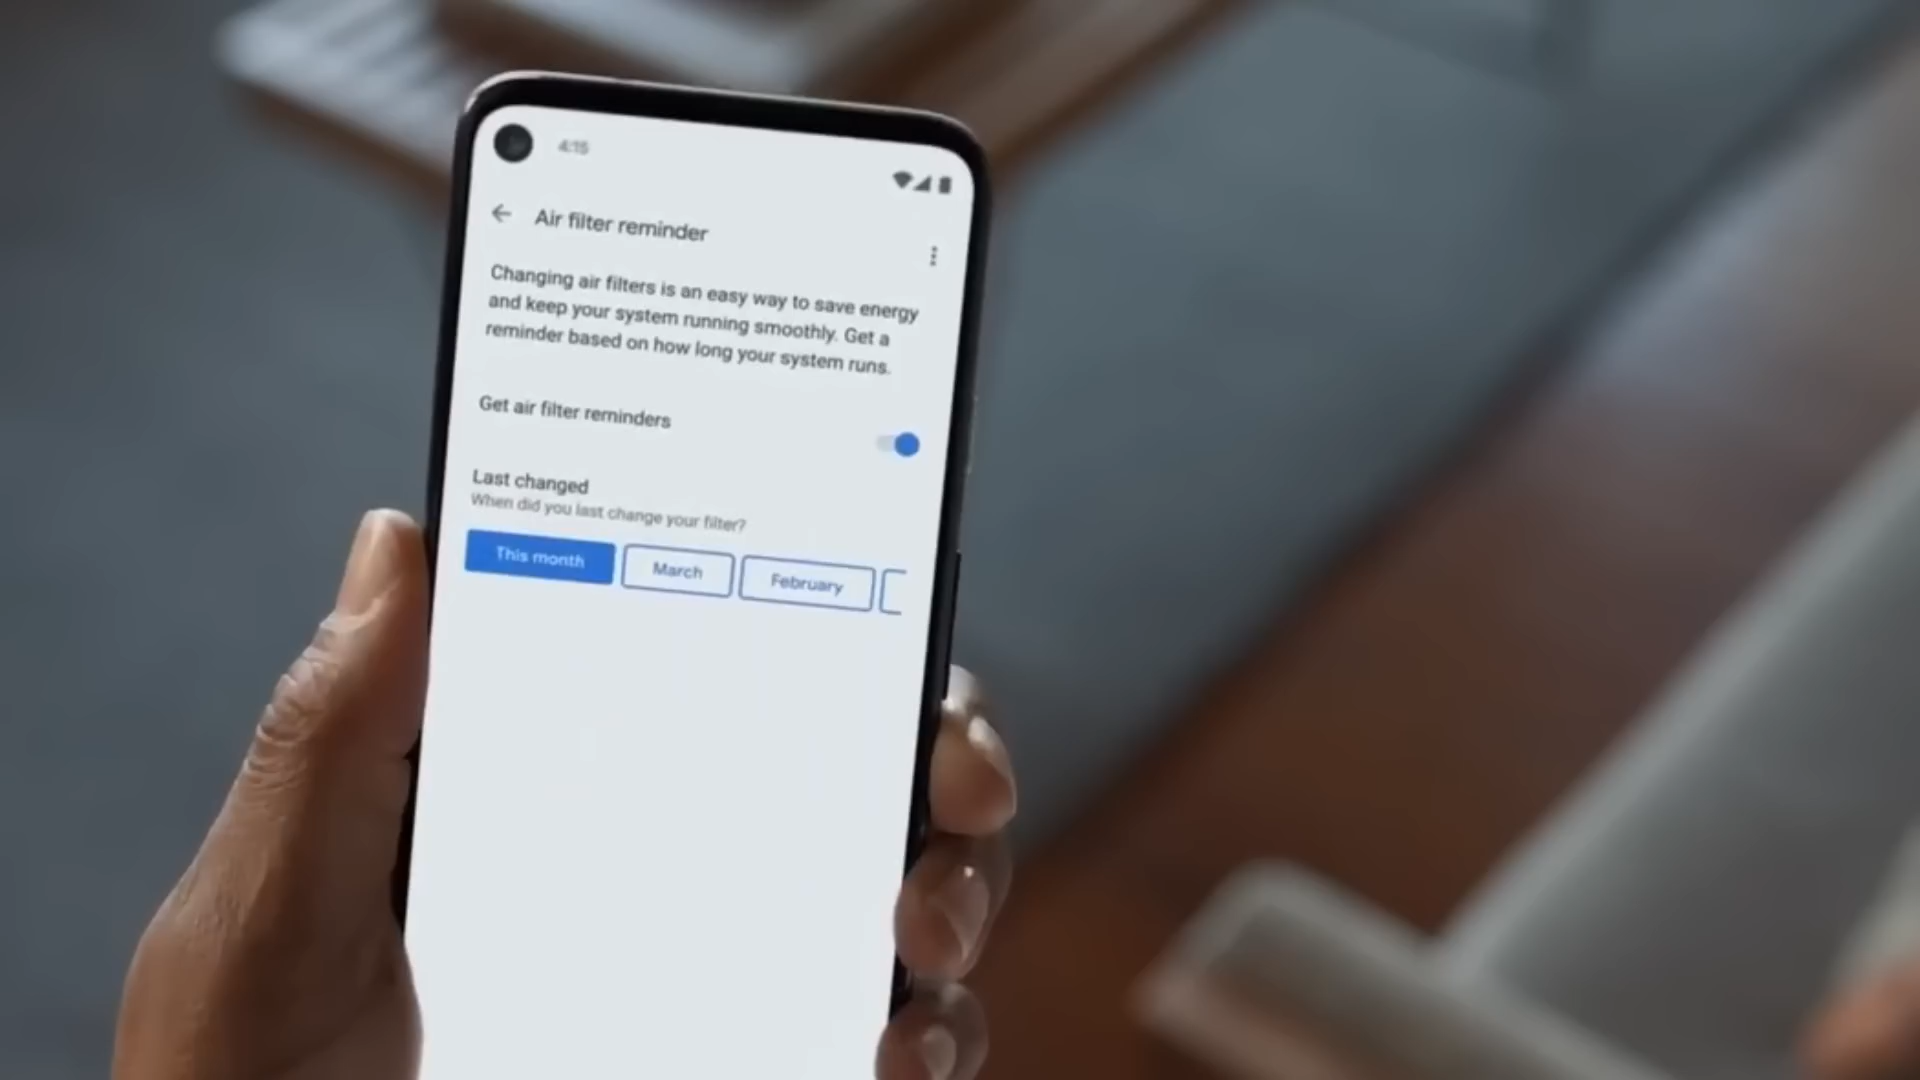 4:15
Air filter reminder
Changing air filters is an easy way to save energy
and keep your system running smoothly. Get a
reminder based on how long your system runs.
Get air filter reminders
Last changed
When did you last change your filter?
This month
March
February